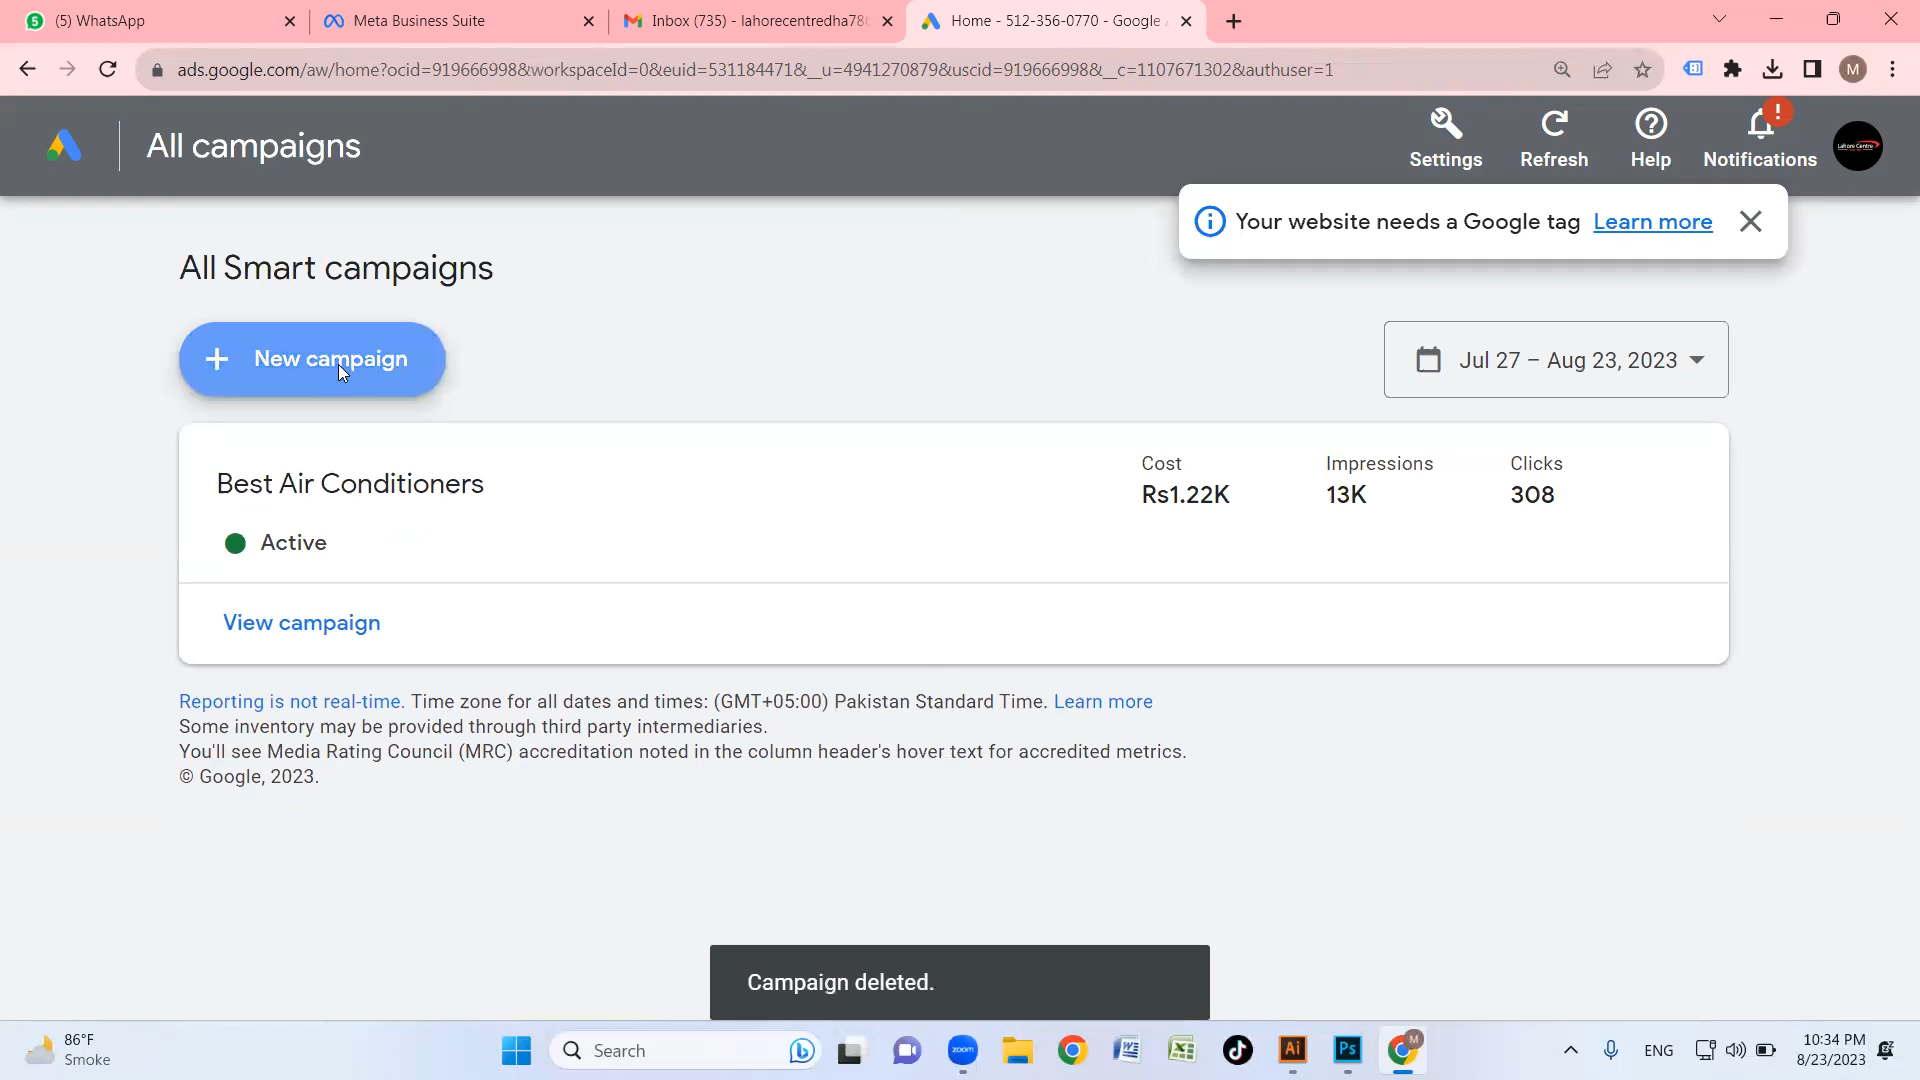 (5) WhatsApp
Meta Business Suite
Inbox (735) - lahorecentredha786
Home - 512-356-0770 - Google
ads.google.com/aw/home?ocid=919666998&workspaceId=0&euid=531184471&__u=4941270879&uscid=919666998&__c=1107671302&authuser=1
M
All campaigns
Settings
Refresh
Help
Notifications
Lahore Centre
Your website needs a Google tag Learn more
All Smart campaigns
+ New campaign
Jul 27 – Aug 23, 2023
Best Air Conditioners
Cost
Rs1.22K
Impressions
13K
Clicks
308
Active
View campaign
Reporting is not real-time. Time zone for all dates and times: (GMT+05:00) Pakistan Standard Time. Learn more
Some inventory may be provided through third party intermediaries.
You'll see Media Rating Council (MRC) accreditation noted in the column header's hover text for accredited metrics.
© Google, 2023.
Campaign deleted.
86°F
Smoke
Search
zoom
Ai
Ps
M
ENG
10:34 PM
8/23/2023